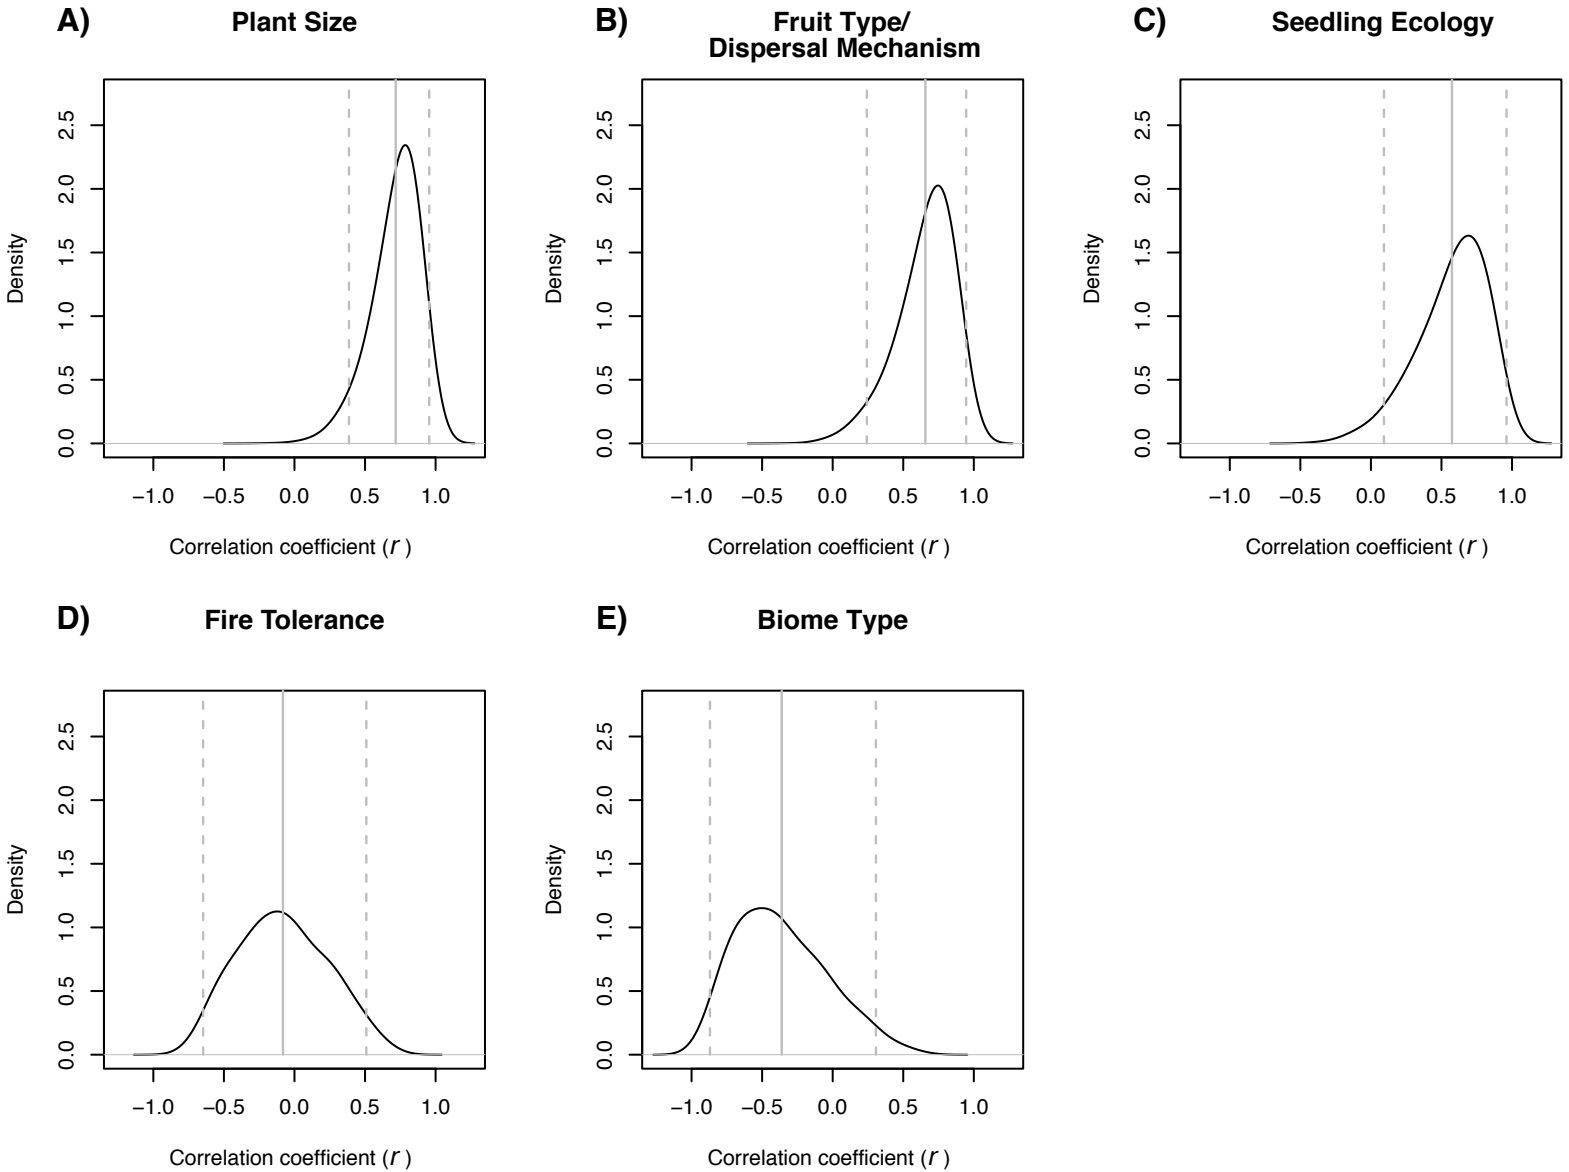 A) Plant Size
2.5
2.0
1.5
1.0
0.5
0.0
Density
−1.0 −0.5 0.0 0.5 1.0
Correlation coefficient (r )
B) Fruit Type/
Dispersal Mechanism
2.5
2.0
1.5
1.0
0.5
0.0
Density
−1.0 −0.5 0.0 0.5 1.0
Correlation coefficient (r )
C) Seedling Ecology
2.5
2.0
1.5
1.0
0.5
0.0
Density
−1.0 −0.5 0.0 0.5 1.0
Correlation coefficient (r )
D) Fire Tolerance
2.5
2.0
1.5
1.0
0.5
0.0
Density
−1.0 −0.5 0.0 0.5 1.0
Correlation coefficient (r )
E) Biome Type
2.5
2.0
1.5
1.0
0.5
0.0
Density
−1.0 −0.5 0.0 0.5 1.0
Correlation coefficient (r )